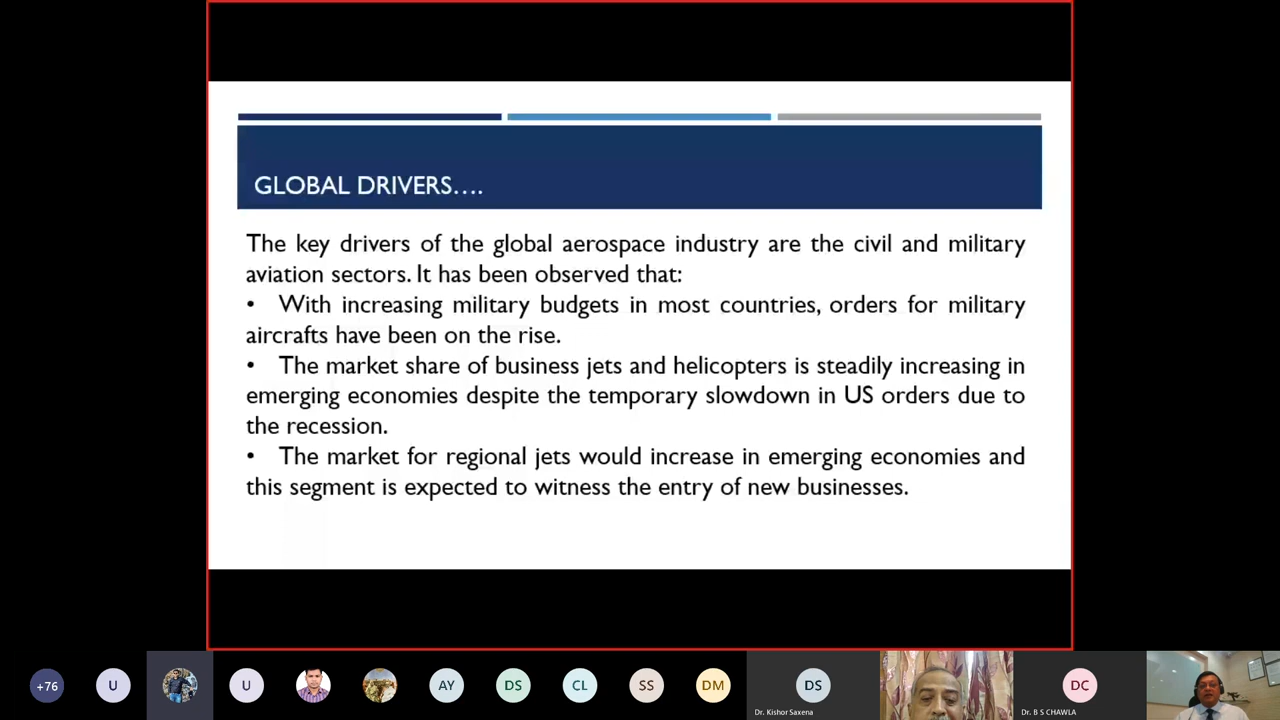 GLOBAL DRIVERS....
The key drivers of the global aerospace industry are the civil and military
aviation sectors. It has been observed that:
• With increasing military budgets in most countries, orders for military
aircrafts have been on the rise.
• The market share of business jets and helicopters is steadily increasing in
emerging economies despite the temporary slowdown in US orders due to
the recession.
• The market for regional jets would increase in emerging economies and
this segment is expected to witness the entry of new businesses.
+76
U
U
AY
DS
CL
SS
DM
DS
DC
Dr. Kishor Saxena
Dr. B S CHAWLA